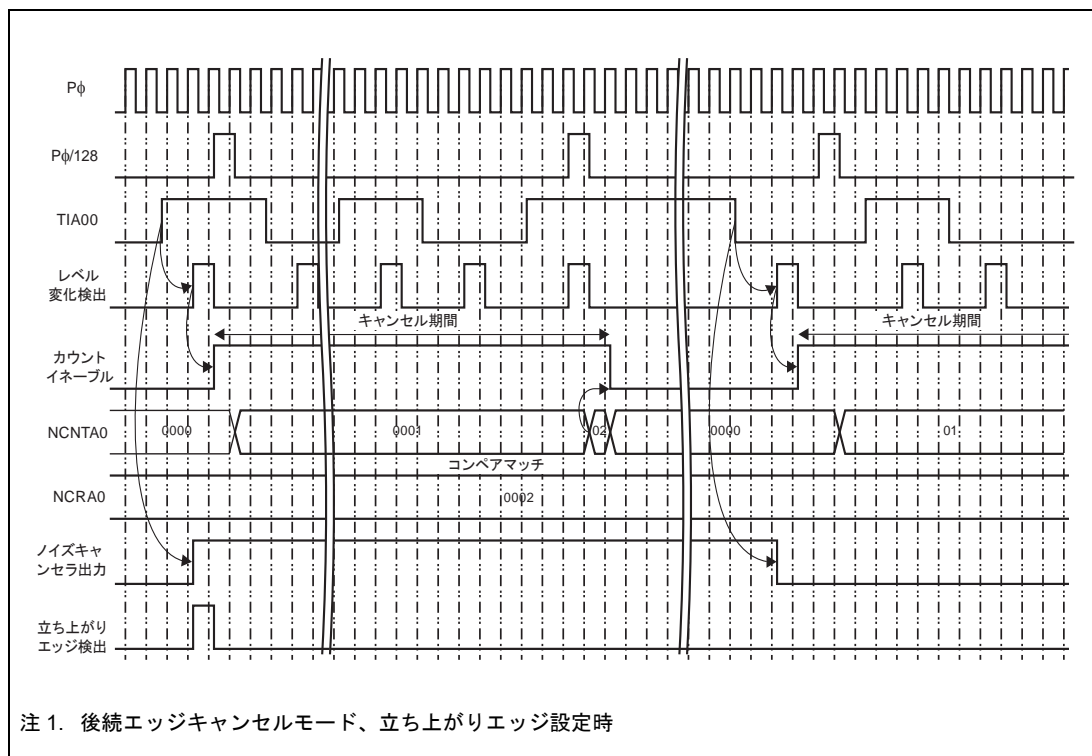 Pφ
Pφ/128
TIA00
レベル
変化検出
キャンセル期間
キャンセル期間
カウント
イネーブル
NCNTA0
0000
0001
02
0000
01
コンペアマッチ
NCRA0
0002
ノイズキャ
ンセラ出力
立ち上がり
エッジ検出
注 1. 後続エッジキャンセルモード、立ち上がりエッジ設定時